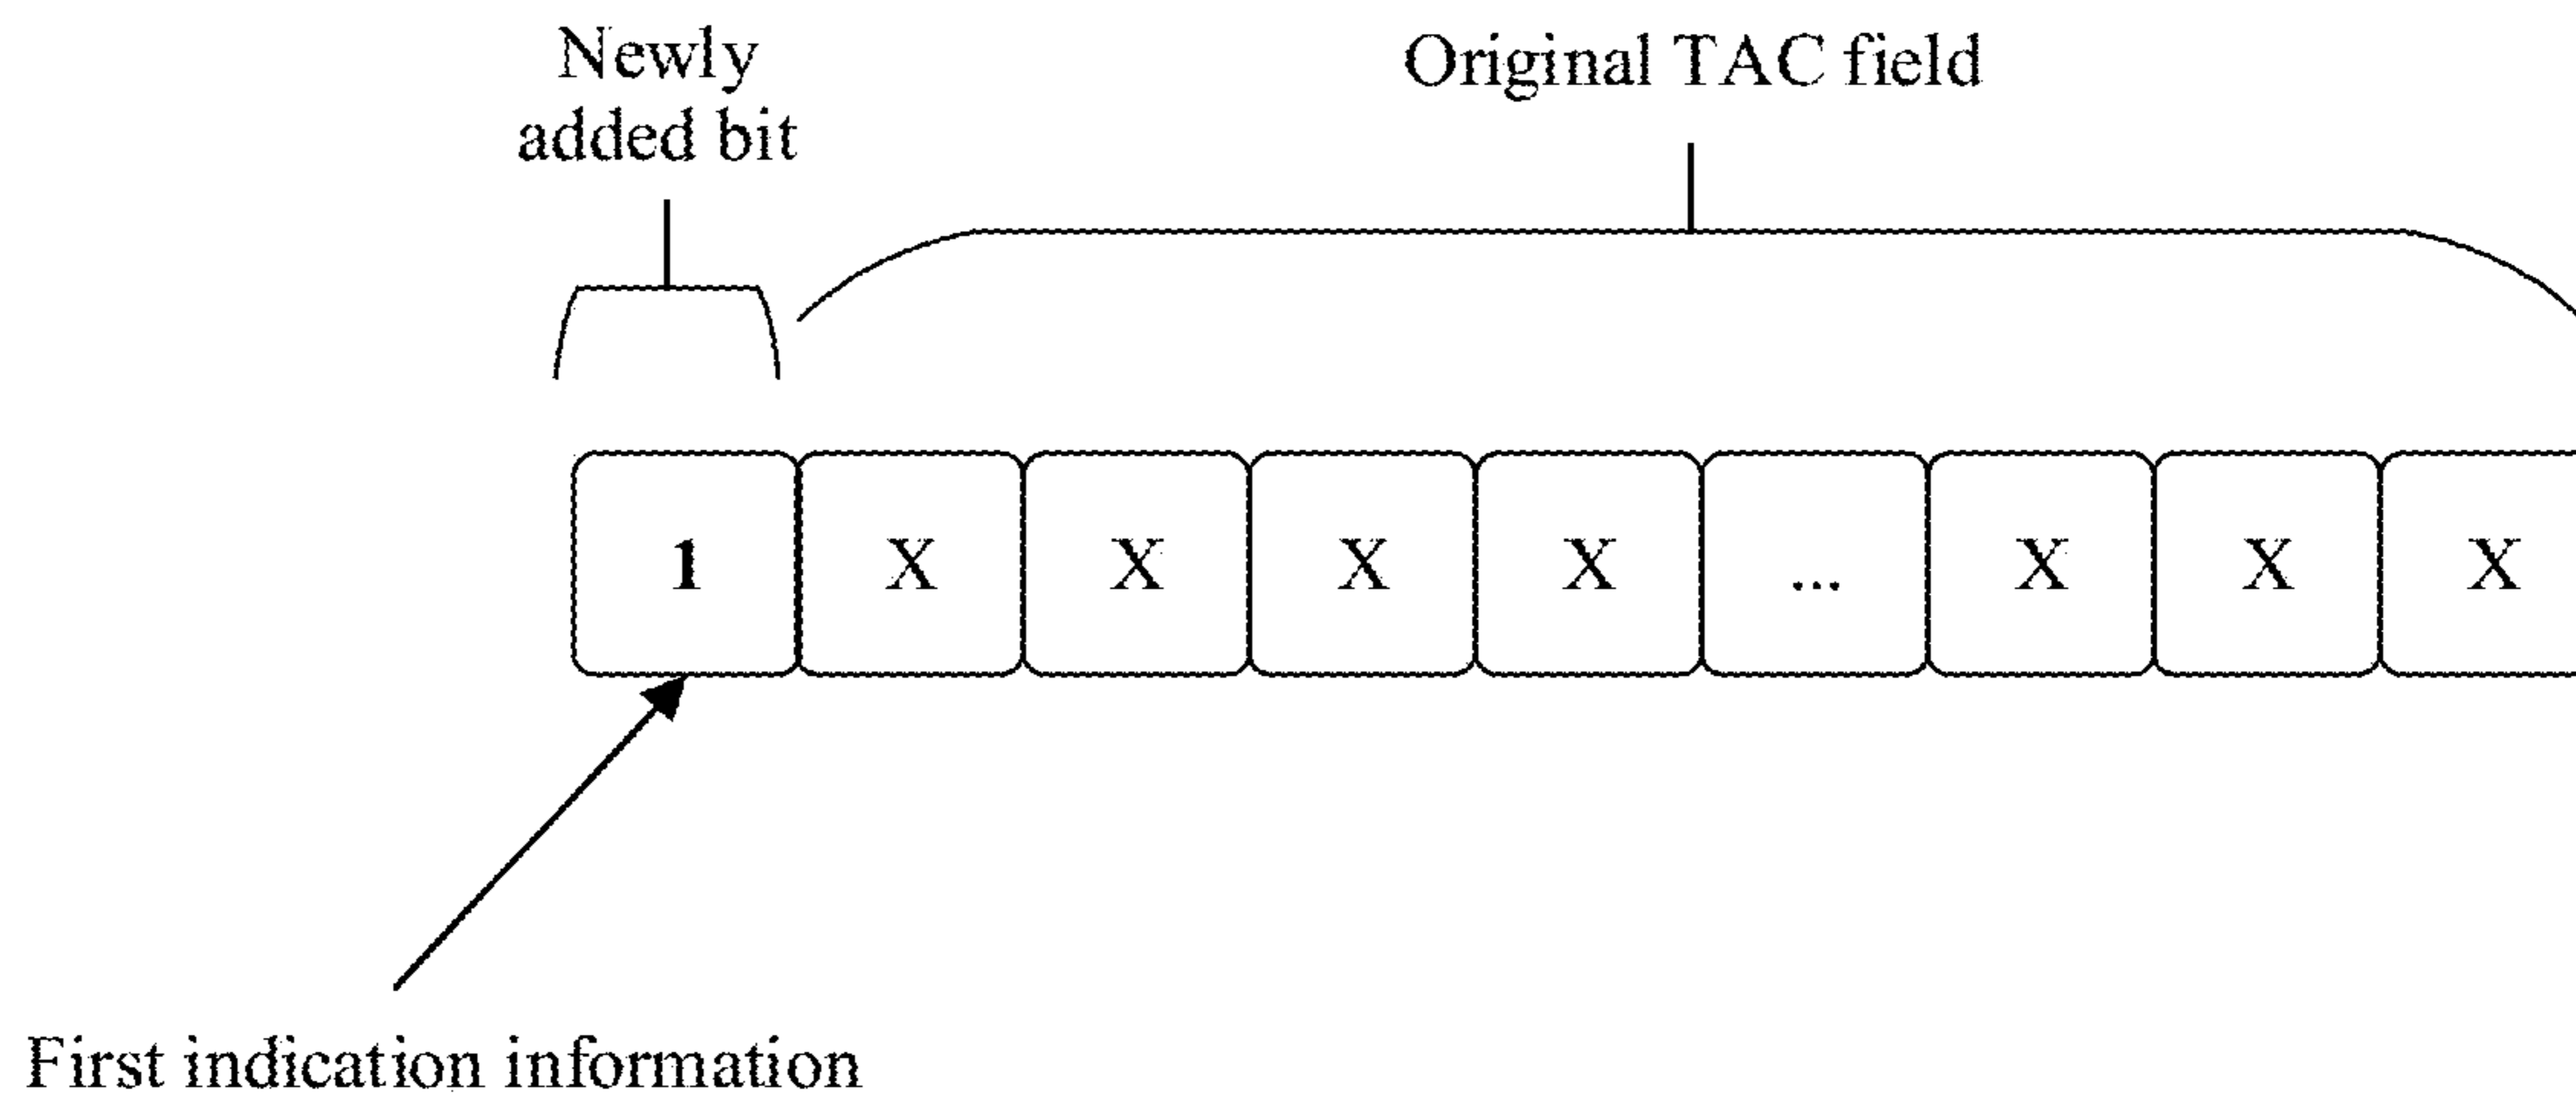 Newly
added bit
Original TAC field
1 X X X X ... X X X
First indication information